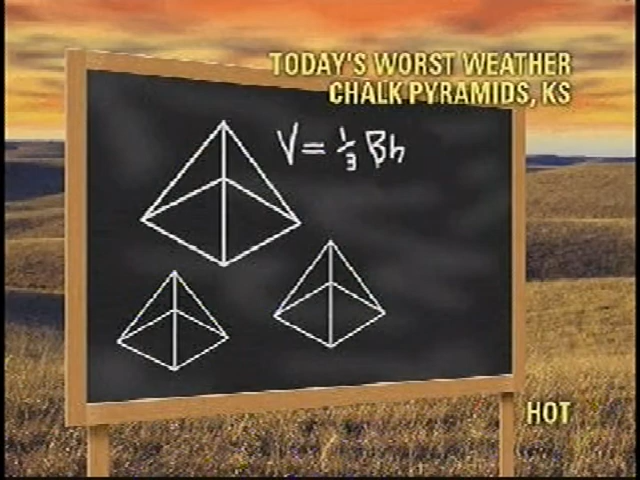 TODAY'S WORST WEATHER
CHALK PYRAMIDS, KS
V = 1/3 Bh
HOT